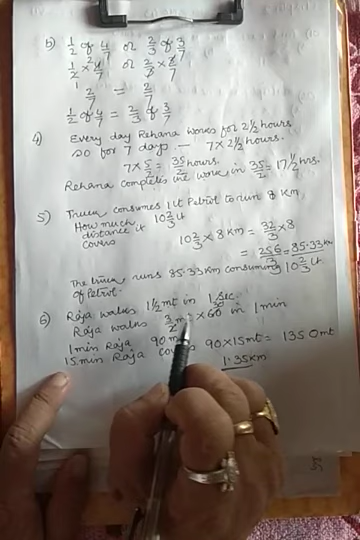 b) 1/2 of 4/7 or 2/3 of 3/7
1/2 × 4/7 or 2/3 × 3/7
2/7 = 2/7
1/2 of 4/7 = 2/3 of 3/7
4) Every day Rehana works for 2 1/2 hours
So for 7 days — 7 × 2 1/2 hours.
7 × 5/2 = 35/2 hours.
Rehana completes the work in 35/2 = 17 1/2 hrs.
5) Truck consumes 1 lt Petrol to run 8 km
How much distance it covers 10 2/3 lt
10 2/3 × 8 km = 32/3 × 8
= 256/3 = 85.33 km
The truck runs 85.33 km consuming 10 2/3 lt
of Petrol.
6) Raja walks 1 1/2 mt in 1 sec.
Raja walks 3/2 mt × 60 in 1 min
1 min Raja 90 m
15 min Raja covers 90 × 15 mt = 1350 mt
1.35 km